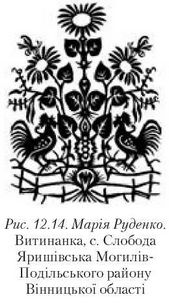 Рис. 12.14. Марія Руденко.
Витинанка, с. Слобода
Яришівська Могилів-
Подільського району
Вінницької області